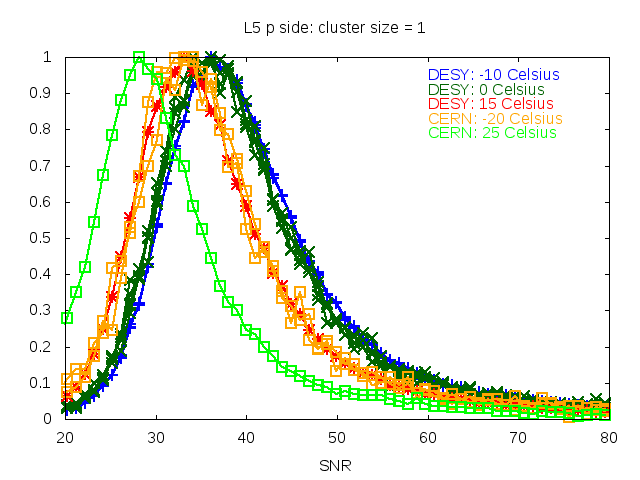 L5 p side: cluster size = 1
1
0.9
0.8
0.7
0.6
0.5
0.4
0.3
0.2
0.1
0
DESY: -10 Celsius
DESY: 0 Celsius
DESY: 15 Celsius
CERN: -20 Celsius
CERN: 25 Celsius
20 30 40 50 60 70 80
SNR